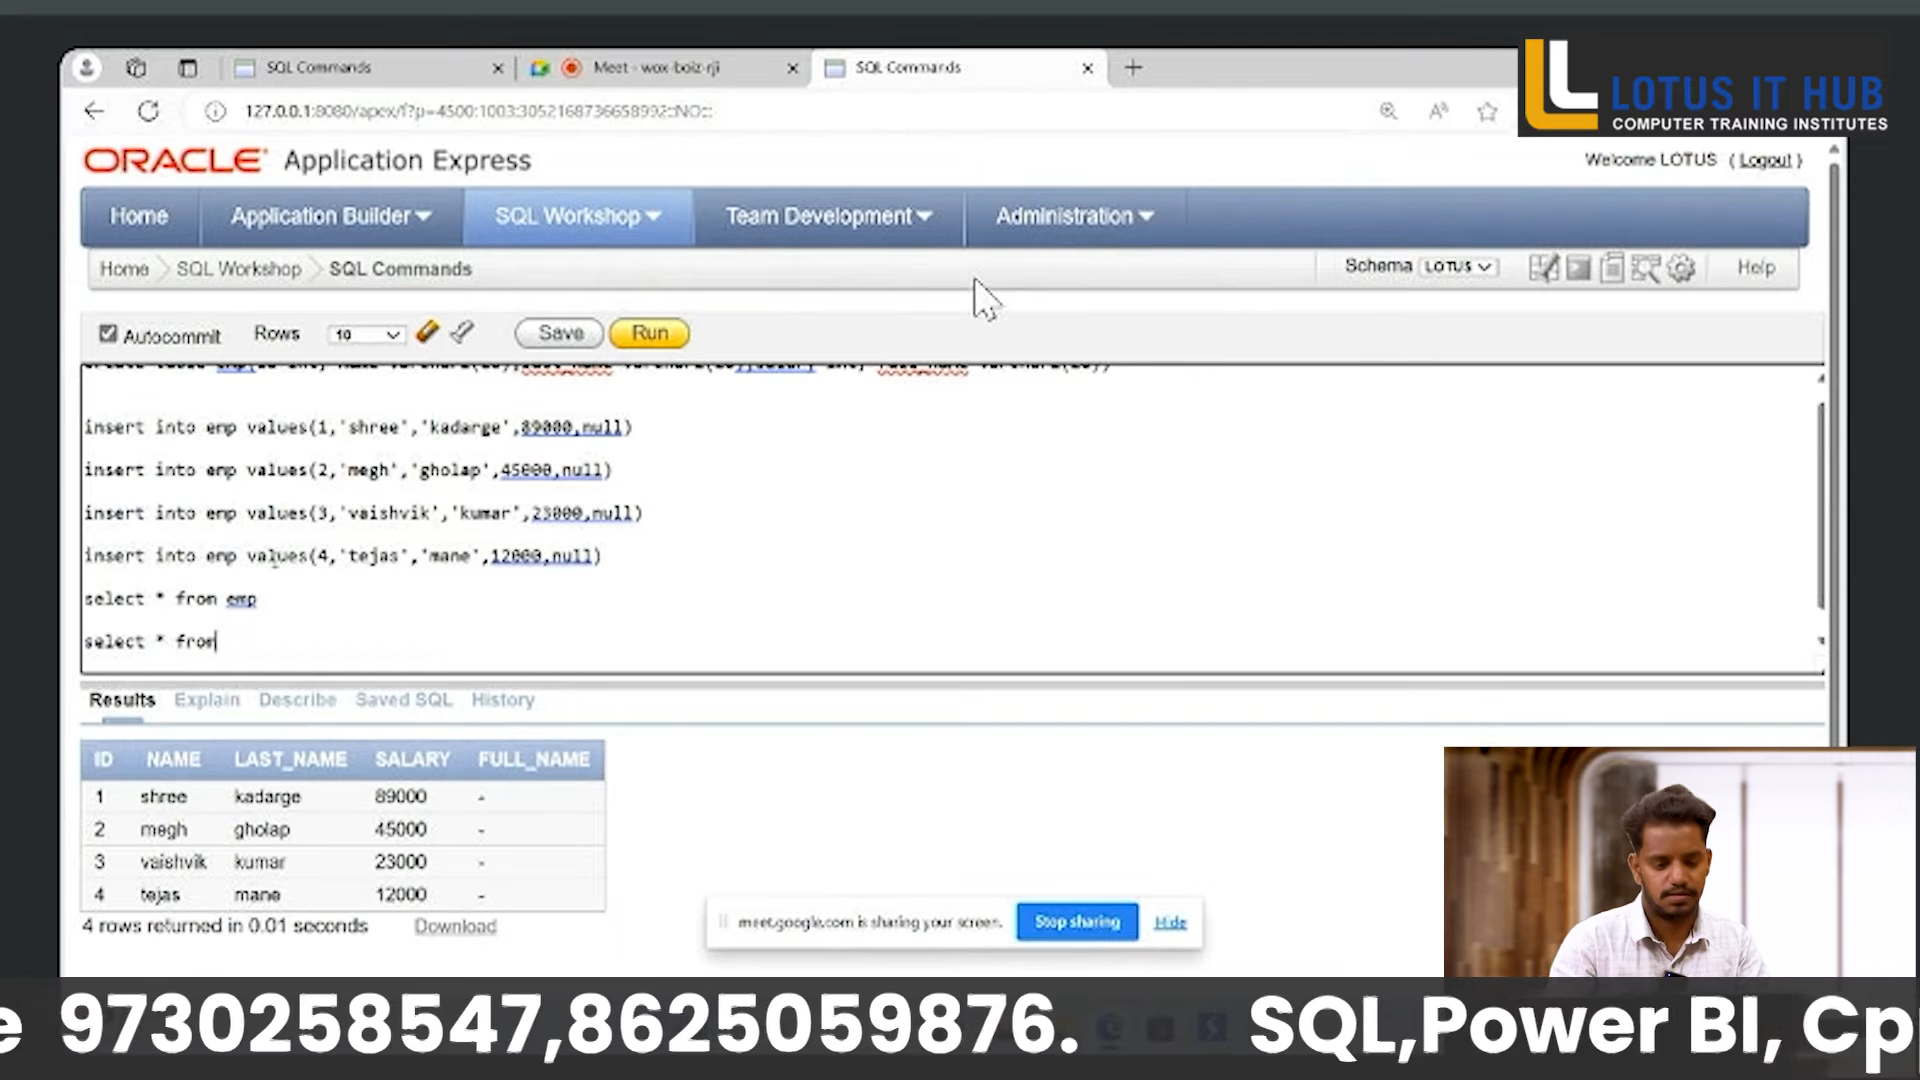 SQL Commands
Meet - wox-boiz-rji
SQL Commands
127.0.0.1:8080/apex/f?p=4500:1003:3052168736658992::NO:::
LOTUS IT HUB
COMPUTER TRAINING INSTITUTES
ORACLE Application Express
Welcome LOTUS ( Logout )
Home
Application Builder
SQL Workshop
Team Development
Administration
Home
SQL Workshop
SQL Commands
Schema LOTUS
Help
Autocommit
Rows 10
Save
Run
insert into emp values(1,'shree','kadarge',89000,null)
insert into emp values(2,'megh','gholap',45000,null)
insert into emp values(3,'vaishvik','kumar',23000,null)
insert into emp values(4,'tejas','mane',12000,null)
select * from emp
select * from
Results Explain Describe Saved SQL History
ID NAME LAST_NAME SALARY FULL_NAME
1 shree kadarge 89000 -
2 megh gholap 45000 -
3 vaishvik kumar 23000 -
4 tejas mane 12000 -
4 rows returned in 0.01 seconds
Download
meet.google.com is sharing your screen.
Stop sharing
Hide
e 9730258547,8625059876. SQL,Power BI, Cp